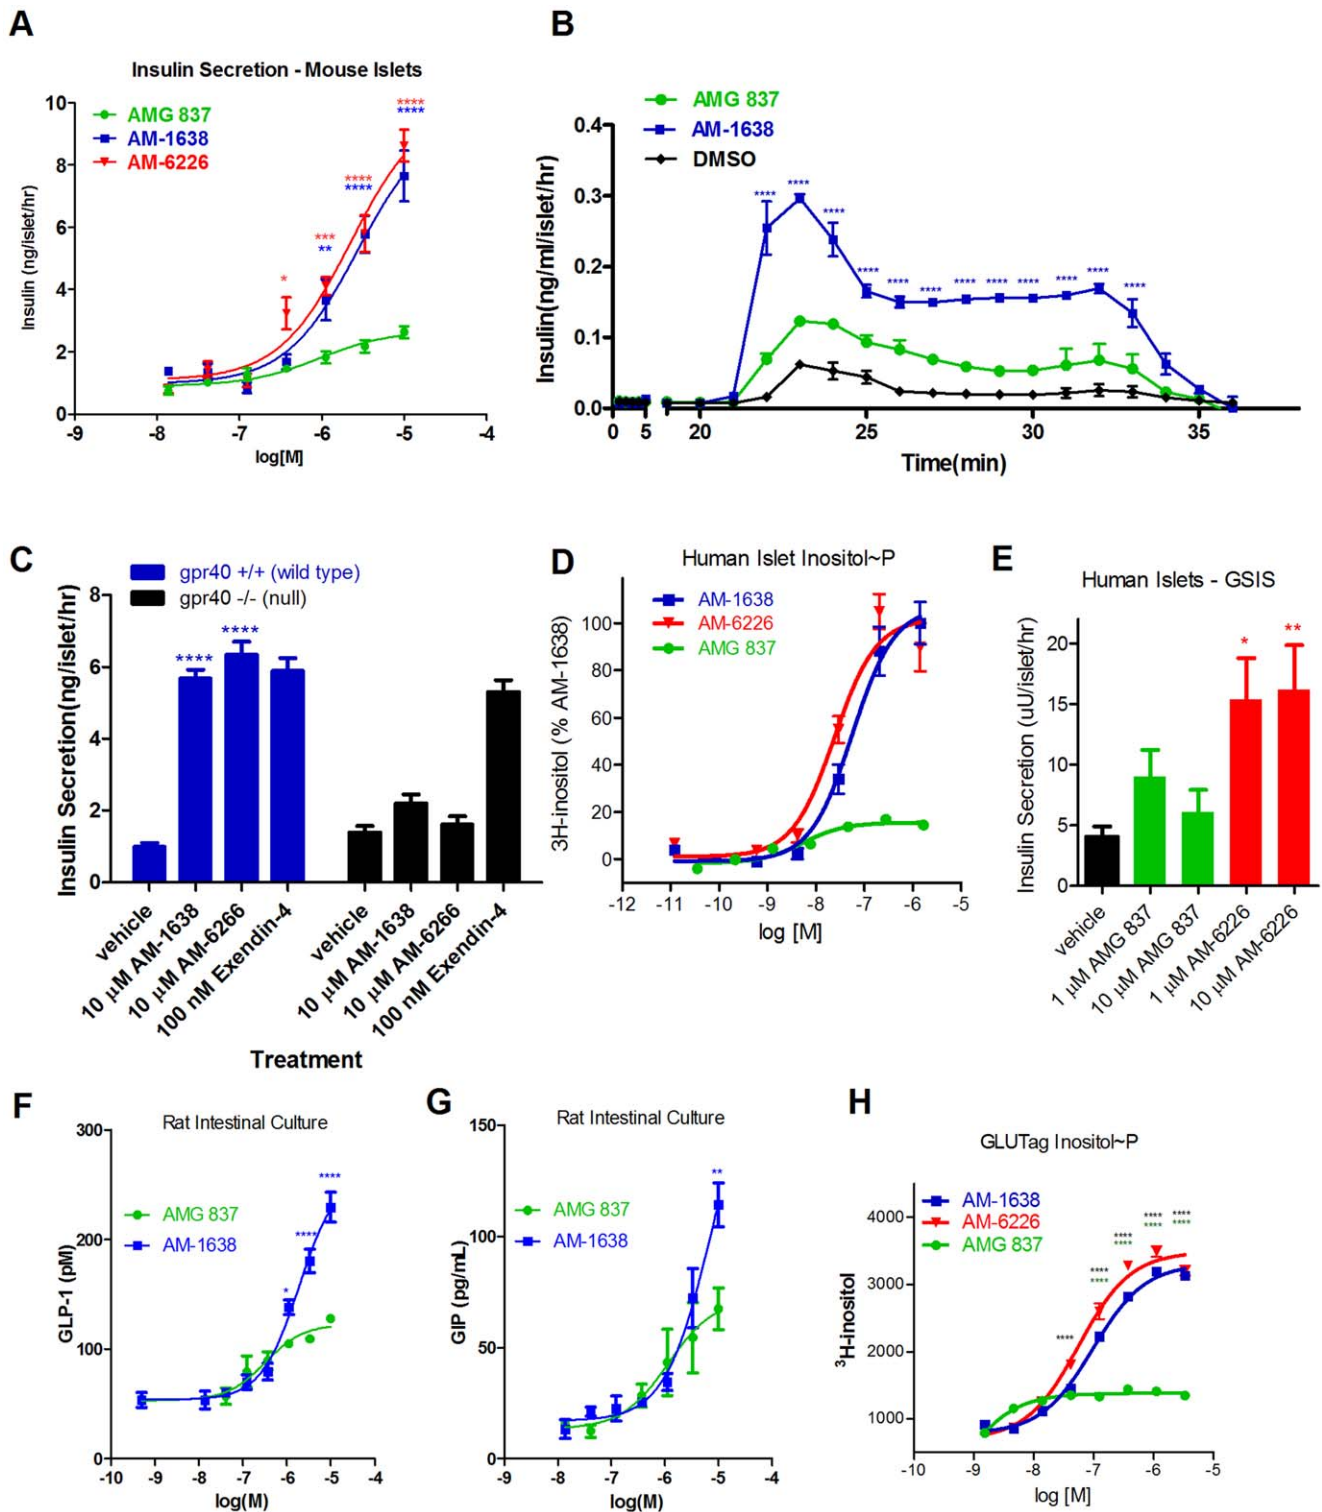 A
Insulin Secretion - Mouse Islets
AMG 837
AM-1638
AM-6226
Insulin (ng/islet/hr)
10
8
6
4
2
0
*
***
**
****
****
****
****
-9 -8 -7 -6 -5 -4
log[M]
B
AMG 837
AM-1638
DMSO
Insulin(ng/ml/islet/hr)
0.4
0.3
0.2
0.1
0.0
**** **** **** **** **** **** **** **** **** **** **** ****
0 5 20 25 30 35
Time(min)
C
gpr40 +/+ (wild type)
gpr40 -/- (null)
Insulin Secretion(ng/islet/hr)
8
6
4
2
0
**** ****
vehicle
10 µM AM-1638
10 µM AM-6266
100 nM Exendin-4
vehicle
10 µM AM-1638
10 µM AM-6266
100 nM Exendin-4
Treatment
D
Human Islet Inositol~P
AM-1638
AM-6226
AMG 837
3H-inositol (% AM-1638)
100
80
60
40
20
0
-12 -11 -10 -9 -8 -7 -6 -5
log [M]
E
Human Islets - GSIS
Insulin Secretion (uU/islet/hr)
20
15
10
5
0
* **
vehicle
1 µM AMG 837
10 µM AMG 837
1 µM AM-6226
10 µM AM-6226
F
Rat Intestinal Culture
AMG 837
AM-1638
GLP-1 (pM)
300
200
100
0
* **** ****
-10 -9 -8 -7 -6 -5 -4
log(M)
G
Rat Intestinal Culture
AMG 837
AM-1638
GIP (pg/mL)
150
100
50
0
**
-9 -8 -7 -6 -5 -4
log(M)
H
GLUTag Inositol~P
AM-1638
AM-6226
AMG 837
³H-inositol
4000
3000
2000
1000
****
****
****
****
****
****
****
****
****
-10 -9 -8 -7 -6 -5
log [M]